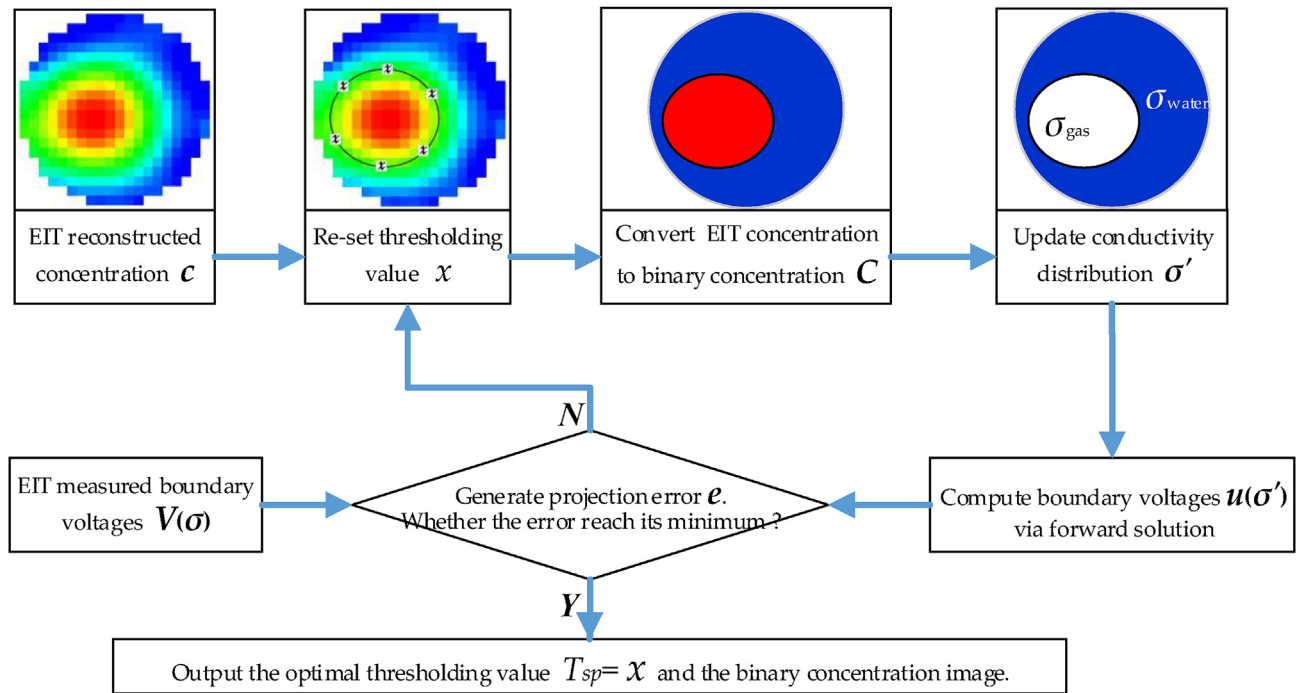 x
x
x
x
x
x
x
σgas
σwater
EIT reconstructed
concentration c
Re-set thresholding
value x
Convert EIT concentration
to binary concentration C
Update conductivity
distribution σ′
N
EIT measured boundary
voltages V(σ)
Generate projection error e.
Whether the error reach its minimum ?
Compute boundary voltages u(σ′)
via forward solution
Y
Output the optimal thresholding value Tsp= x and the binary concentration image.